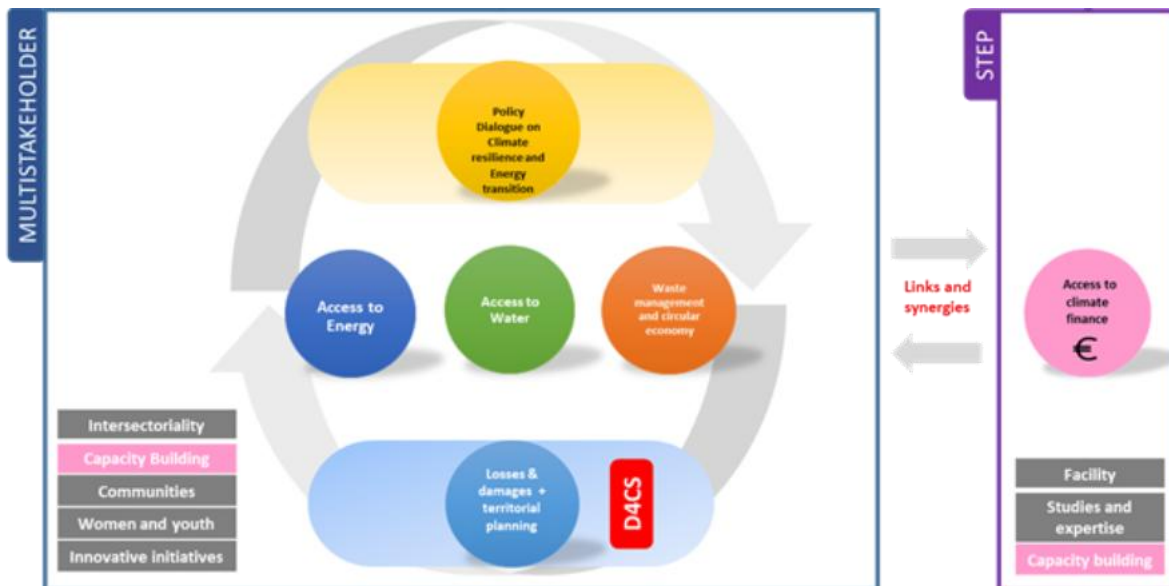 MULTISTAKEHOLDER
Policy
Dialogue on
Climate
resilience and
Energy
transition
Access to
Energy
Access to
Water
Waste
management
and circular
economy
Losses &
damages +
territorial
planning
D4CS
Intersectoriality
Capacity Building
Communities
Women and youth
Innovative initiatives
Links and
synergies
STEP
Access to
climate
finance
€
Facility
Studies and
expertise
Capacity building